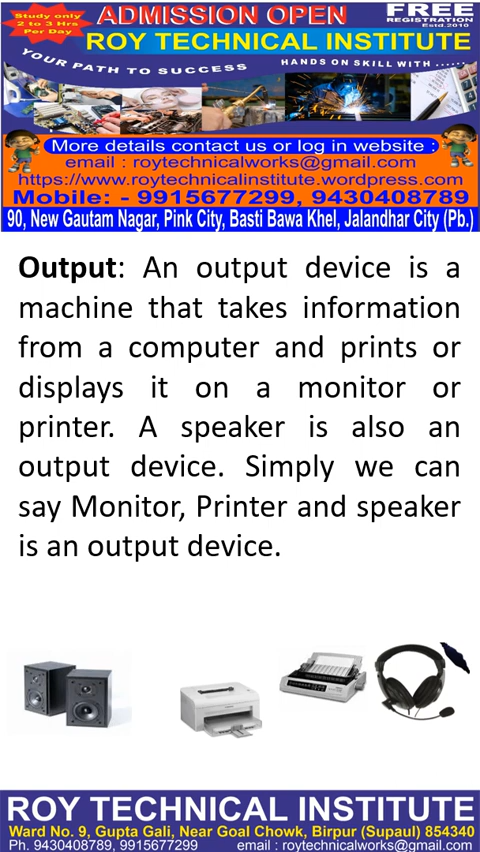 Study only
2 to 3 Hrs
Per Day
ADMISSION OPEN
FREE
REGISTRATION
Estd.2010
ROY TECHNICAL INSTITUTE
YOUR PATH TO SUCCESS
HANDS ON SKILL WITH ......
More details contact us or log in website :
email : roytechnicalworks@gmail.com
https://www.roytechnicalinstitute.wordpress.com
Mobile: - 9915677299, 9430408789
90, New Gautam Nagar, Pink City, Basti Bawa Khel, Jalandhar City (Pb.)
Output: An output device is a
machine that takes information
from a computer and prints or
displays it on a monitor or
printer. A speaker is also an
output device. Simply we can
say Monitor, Printer and speaker
is an output device.
ROY TECHNICAL INSTITUTE
Ward No. 9, Gupta Gali, Near Goal Chowk, Birpur (Supaul) 854340
Ph. 9430408789, 9915677299 email : roytechnicalworks@gmail.com